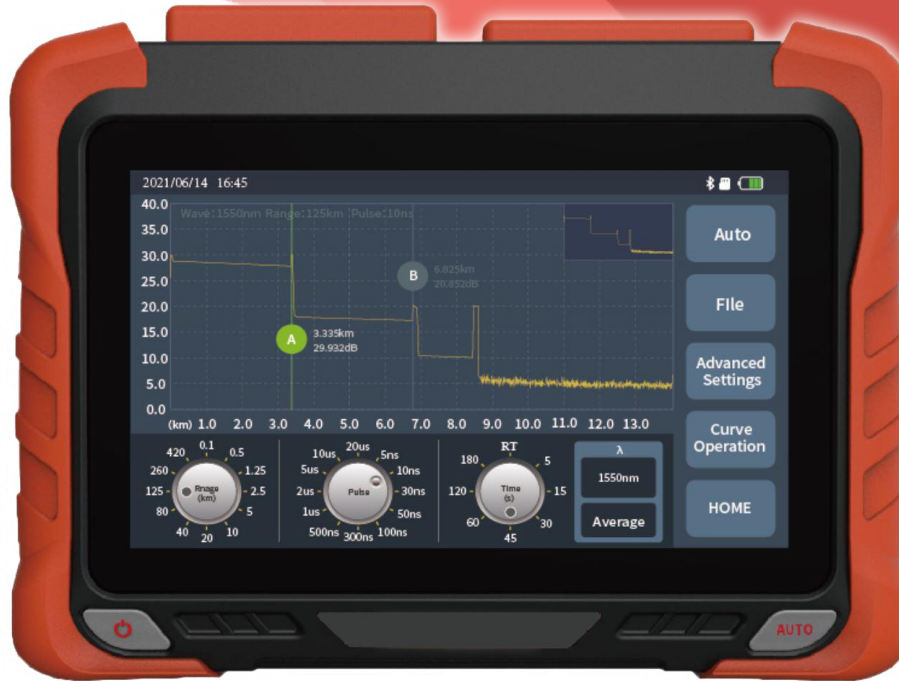 2021/06/14 16:45
40.0
Wave:1550nm Range:125km Pulse:10ns
35.0
30.0
25.0
20.0
15.0
10.0
5.0
0.0
B
6.825km
20.852dB
A
3.335km
29.932dB
(km) 1.0 2.0 3.0 4.0 5.0 6.0 7.0 8.0 9.0 10.0 11.0 12.0 13.0
Auto
FIle
Advanced
Settings
Curve
Operation
HOME
Rnage
(km)
0.1
0.5
1.25
2.5
5
10
20
40
80
125
260
420
Pulse
20us
5ns
10ns
30ns
50ns
100ns
300ns
500ns
1us
2us
5us
10us
Time
(s)
RT
5
15
30
45
60
120
180
λ
1550nm
Average
AUTO